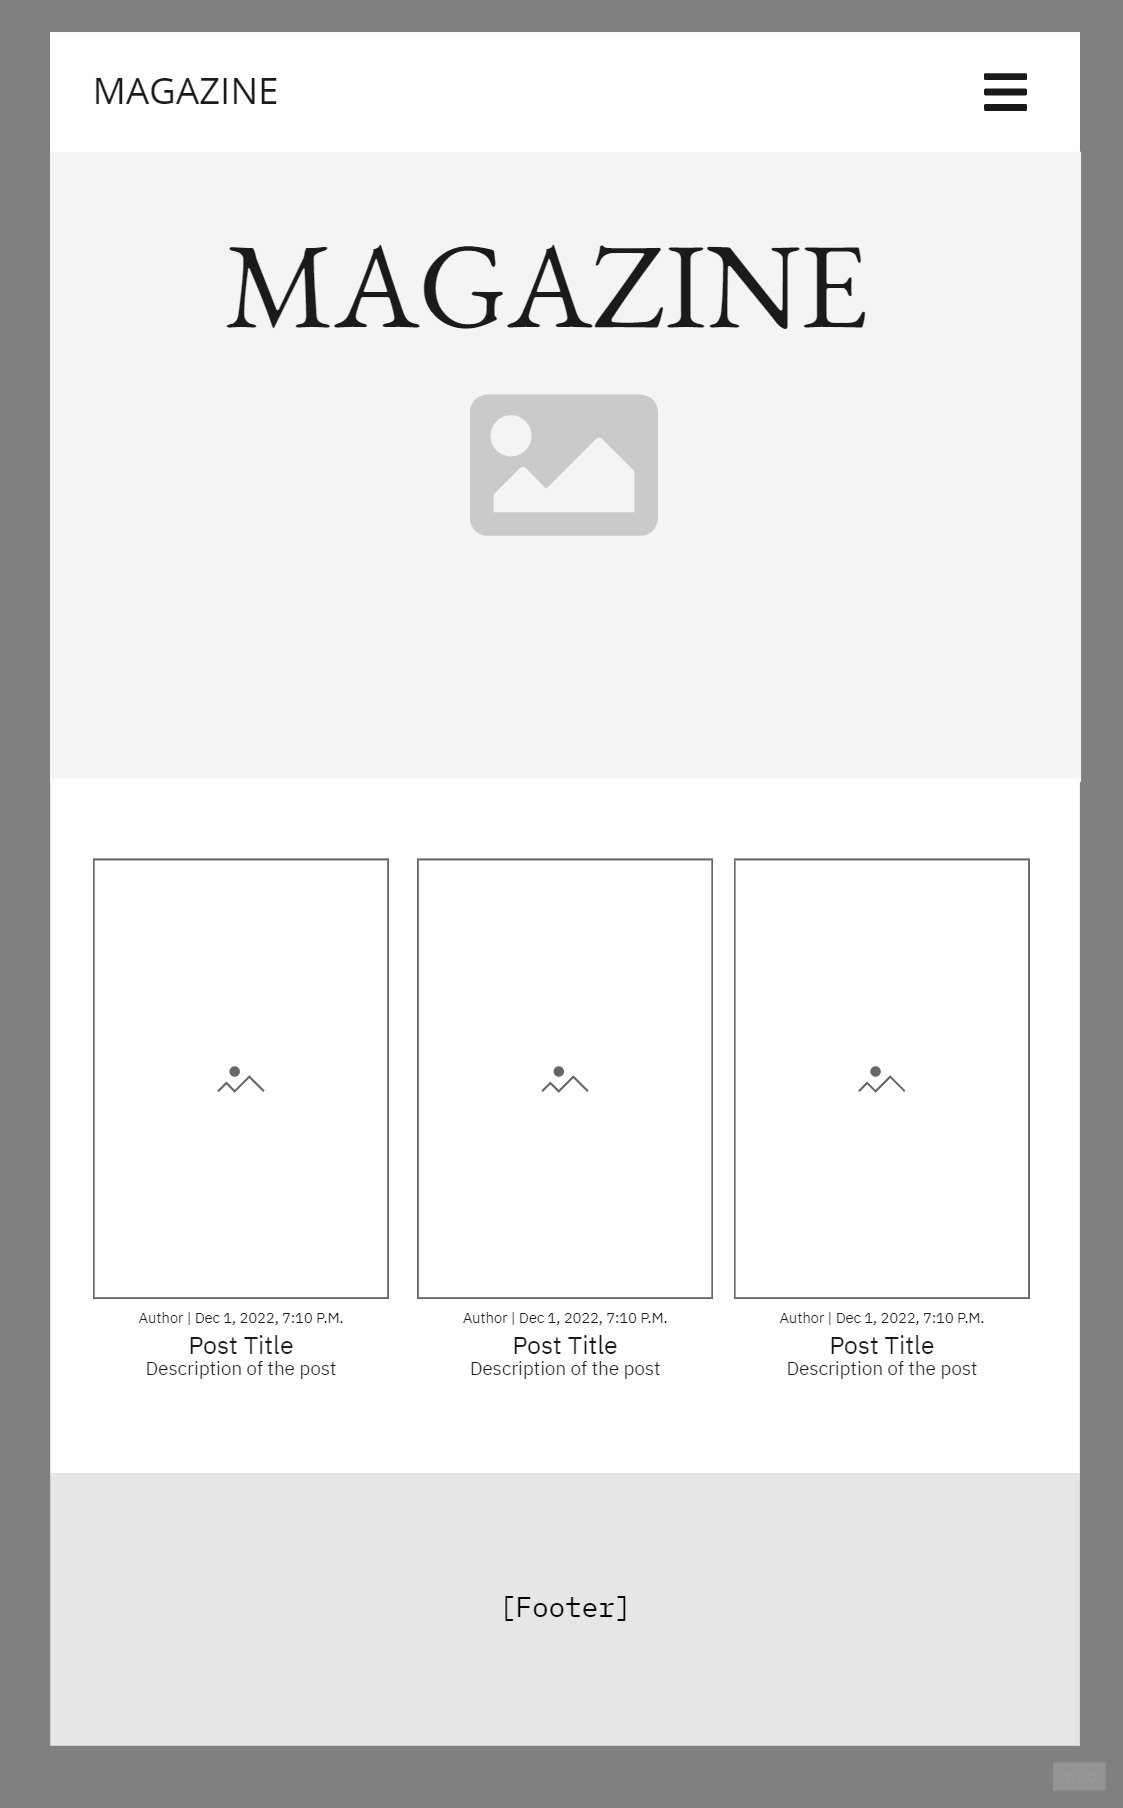 MAGAZINE
MAGAZINE
Author | Dec 1, 2022, 7:10 P.M.
Post Title
Description of the post
Author | Dec 1, 2022, 7:10 P.M.
Post Title
Description of the post
Author | Dec 1, 2022, 7:10 P.M.
Post Title
Description of the post
[Footer]